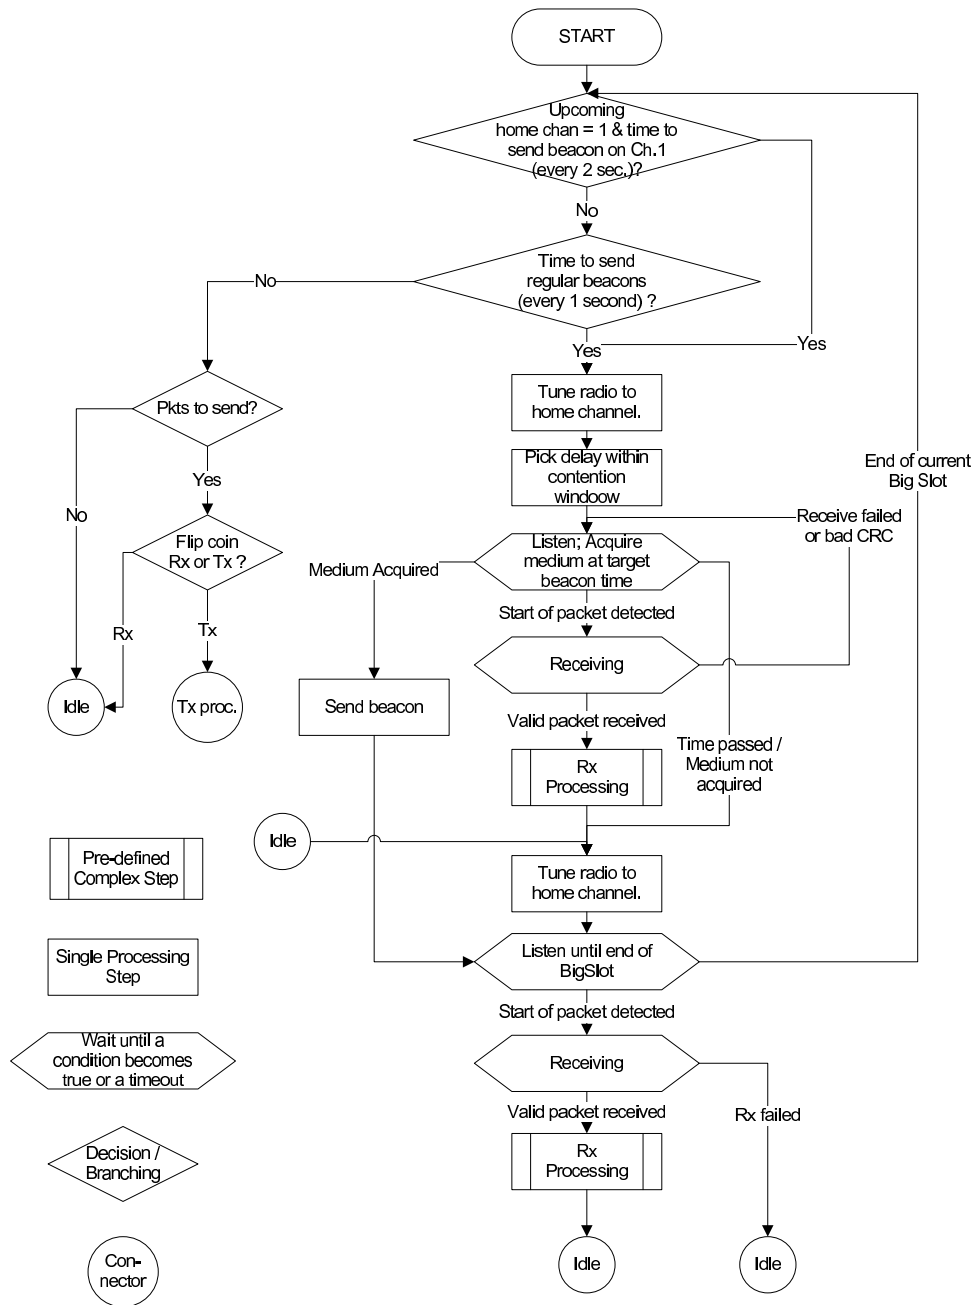 START
Upcoming
home chan = 1 & time to
send beacon on Ch.1
(every 2 sec.)?
No
Time to send
regular beacons
(every 1 second) ?
No
Yes
Yes
Tune radio to
home channel.
Pkts to send?
Pick delay within
contention
windoow
End of current
Big Slot
Yes
No
Receive failed
or bad CRC
Flip coin
Rx or Tx ?
Listen; Acquire
medium at target
beacon time
Medium Acquired
Start of packet detected
Rx
Tx
Receiving
Idle
Tx proc.
Send beacon
Valid packet received
Time passed /
Medium not
acquired
Rx
Processing
Idle
Pre-defined
Complex Step
Tune radio to
home channel.
Single Processing
Step
Listen until end of
BigSlot
Start of packet detected
Wait until a
condition becomes
true or a timeout
Receiving
Valid packet received
Rx failed
Decision /
Branching
Rx
Processing
Con-
nector
Idle
Idle